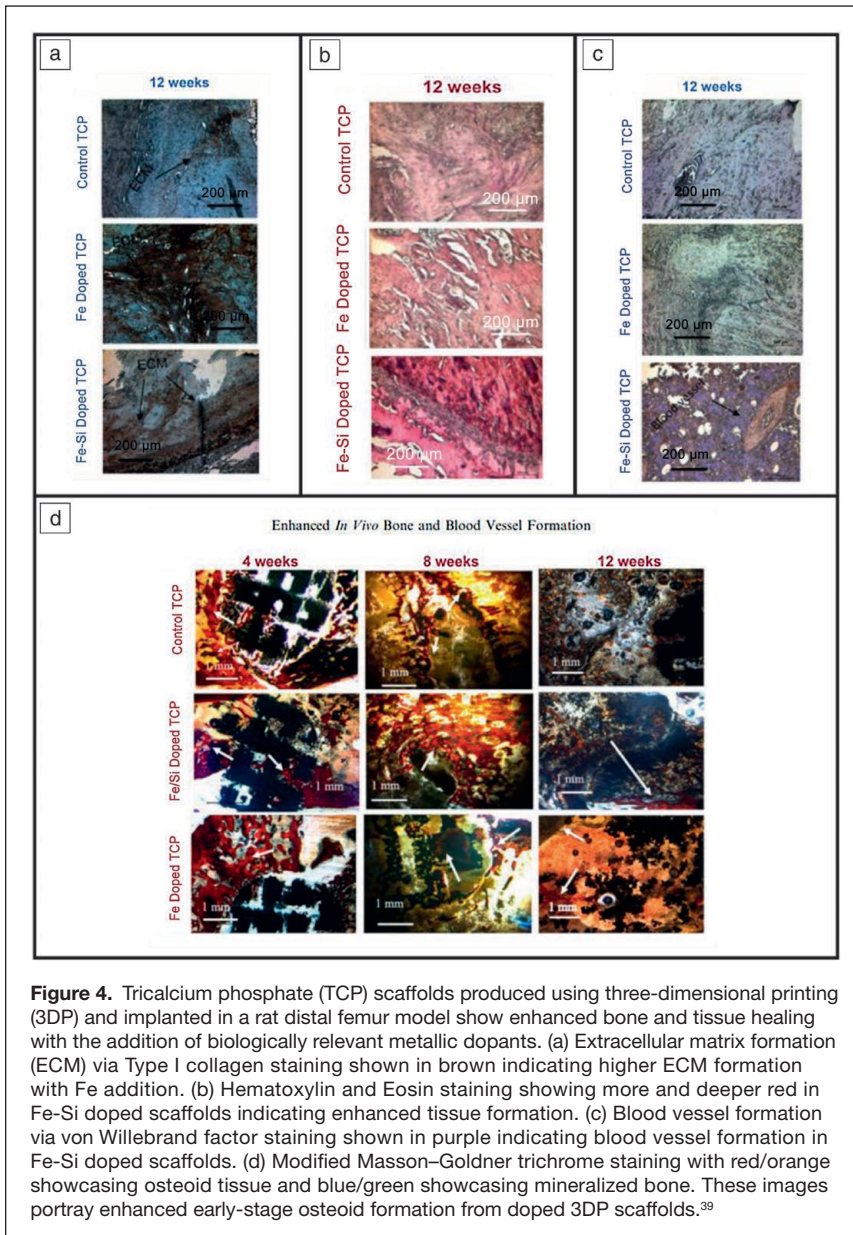 a
12 weeks
Control TCP
ECM
200 µm
Fe Doped TCP
200 µm
Fe-Si Doped TCP
ECM
200 µm
b
12 weeks
Control TCP
200 µm
Fe Doped TCP
200 µm
Fe-Si Doped TCP
200 µm
c
12 weeks
Control TCP
200 µm
Fe Doped TCP
200 µm
Fe-Si Doped TCP
Blood vessel
200 µm
d
Enhanced In Vivo Bone and Blood Vessel Formation
4 weeks 8 weeks 12 weeks
Control TCP
1 mm 1 mm 1 mm
Fe/Si Doped TCP
1 mm 1 mm 1 mm
Fe Doped TCP
1 mm 1 mm 1 mm
Figure 4. Tricalcium phosphate (TCP) scaffolds produced using three-dimensional printing
(3DP) and implanted in a rat distal femur model show enhanced bone and tissue healing
with the addition of biologically relevant metallic dopants. (a) Extracellular matrix formation
(ECM) via Type I collagen staining shown in brown indicating higher ECM formation
with Fe addition. (b) Hematoxylin and Eosin staining showing more and deeper red in
Fe-Si doped scaffolds indicating enhanced tissue formation. (c) Blood vessel formation
via von Willebrand factor staining shown in purple indicating blood vessel formation in
Fe-Si doped scaffolds. (d) Modified Masson–Goldner trichrome staining with red/orange
showcasing osteoid tissue and blue/green showcasing mineralized bone. These images
portray enhanced early-stage osteoid formation from doped 3DP scaffolds.³⁹